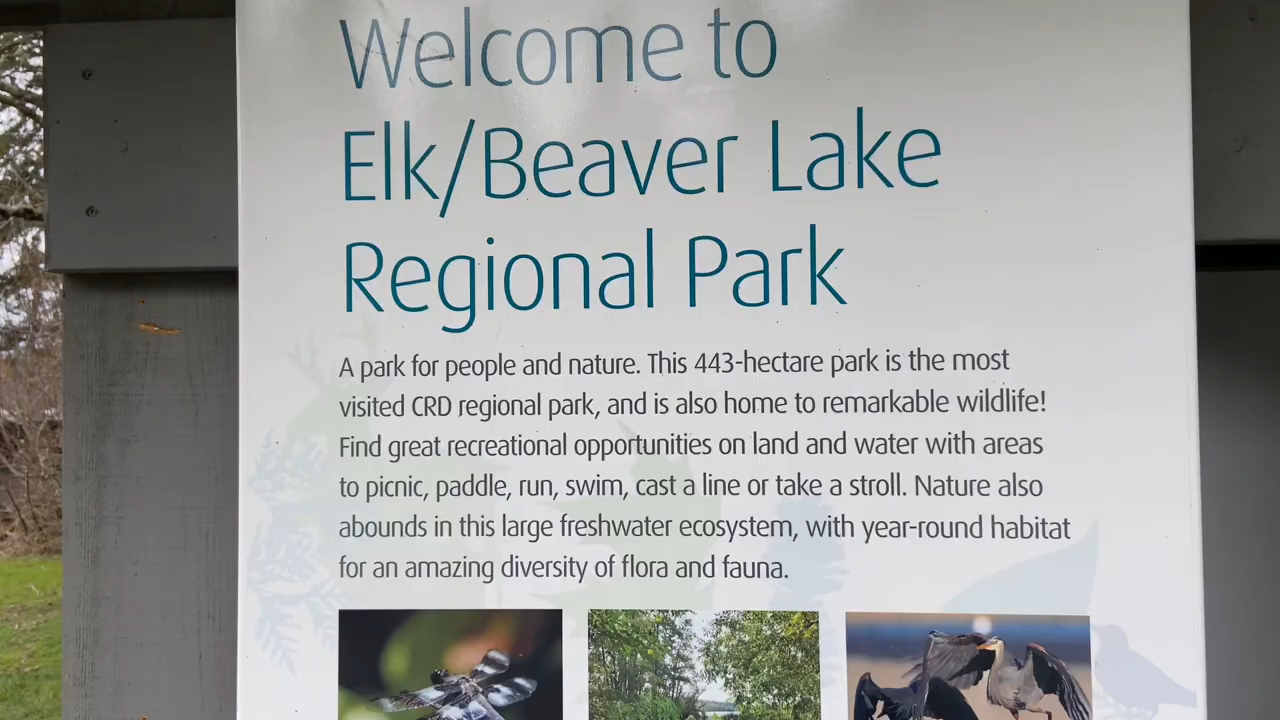 Welcome to
Elk/Beaver Lake
Regional Park
A park for people and nature. This 443-hectare park is the most
visited CRD regional park, and is also home to remarkable wildlife!
Find great recreational opportunities on land and water with areas
to picnic, paddle, run, swim, cast a line or take a stroll. Nature also
abounds in this large freshwater ecosystem, with year-round habitat
for an amazing diversity of flora and fauna.